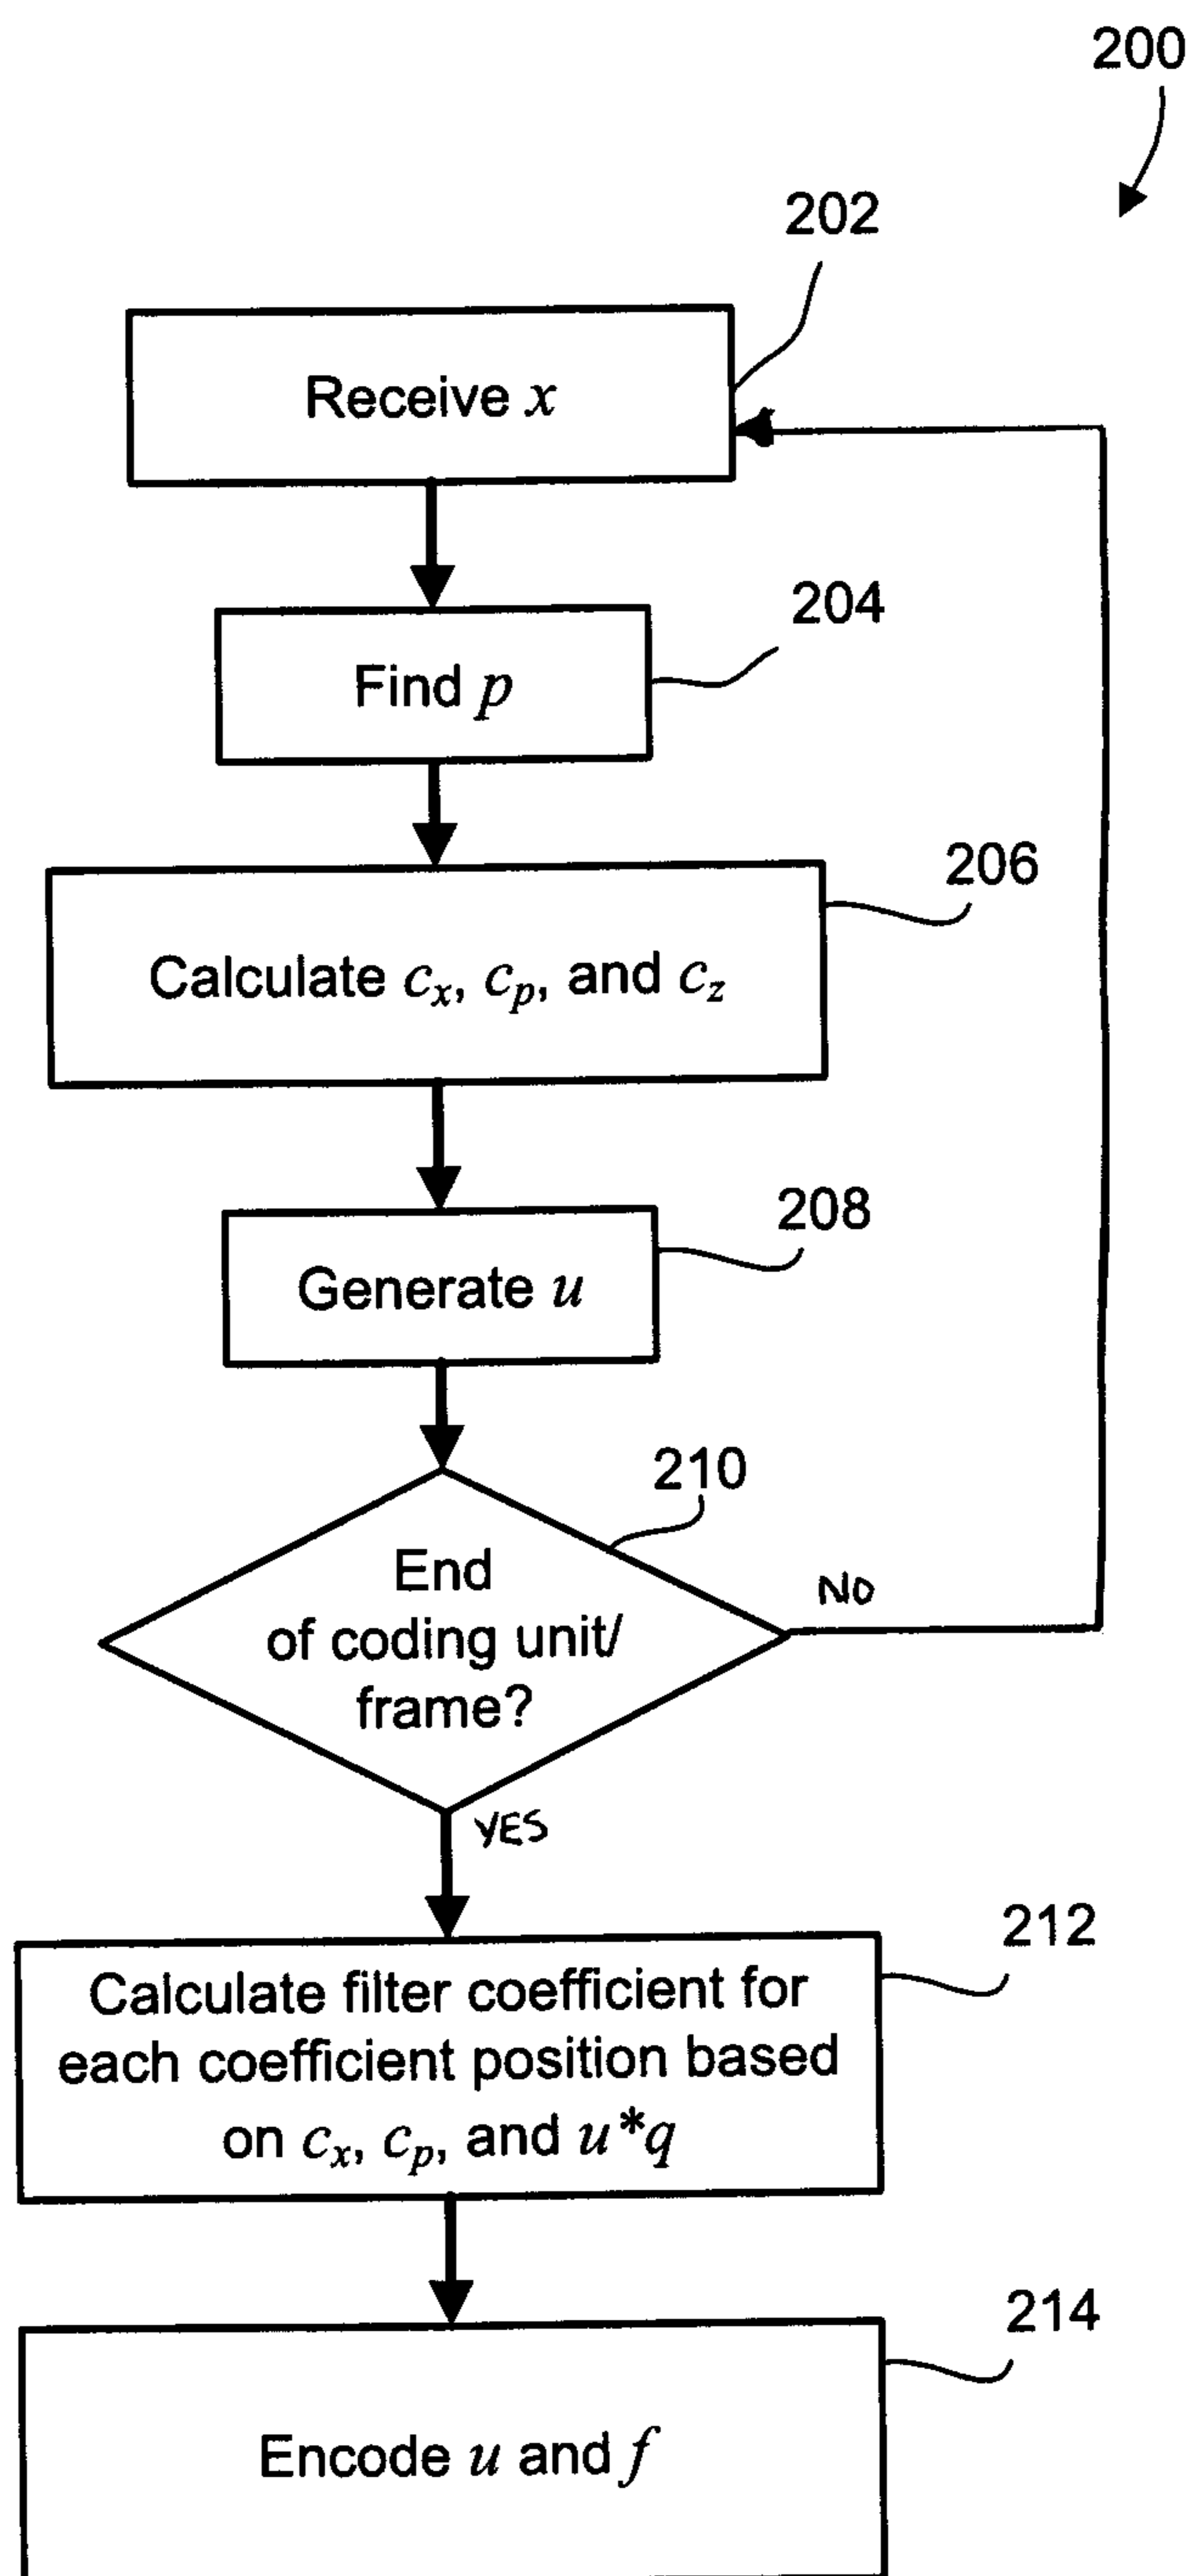 200
202
Receive x
204
Find p
206
Calculate cₓ, cₚ, and c_z
208
Generate u
210
End
of coding unit/
frame?
NO
YES
212
Calculate filter coefficient for
each coefficient position based
on cₓ, cₚ, and u*q
214
Encode u and f